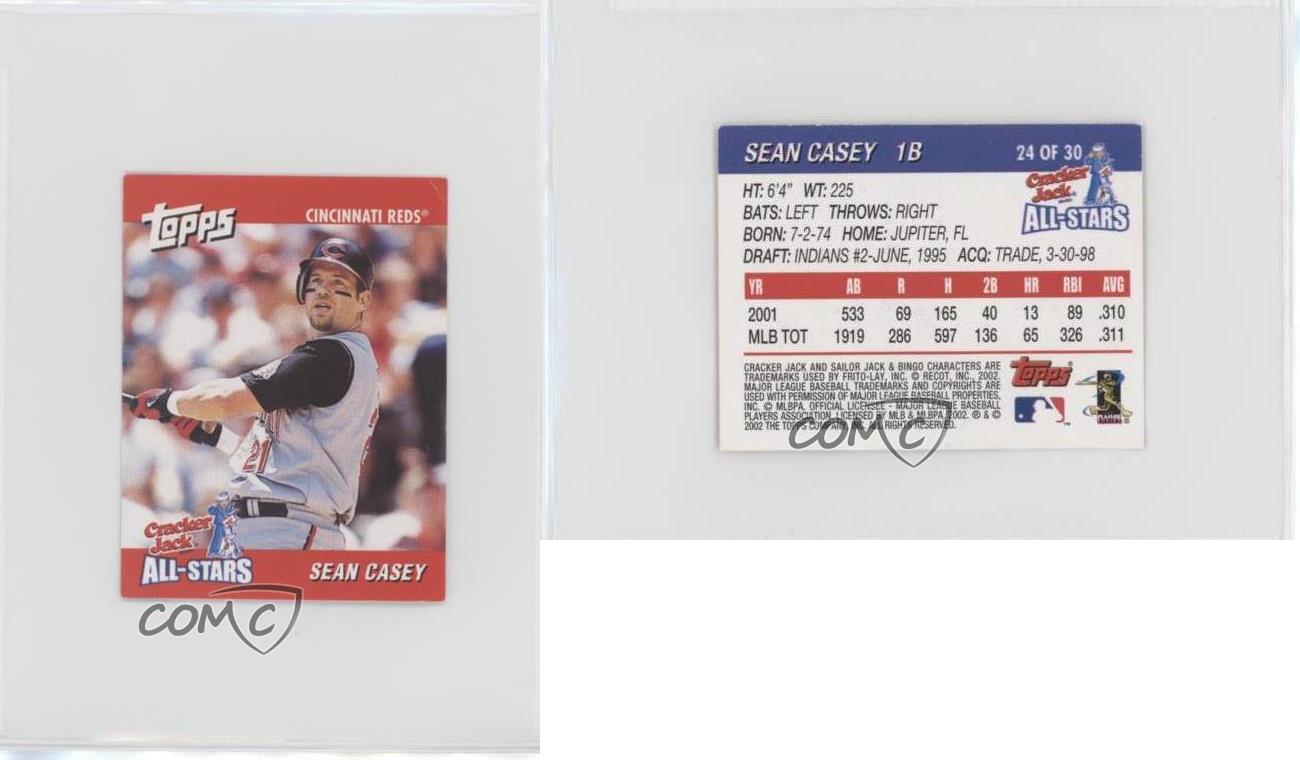 topps
CINCINNATI REDS®
21
Cracker
Jack
ALL-STARS
SEAN CASEY
COMC
SEAN CASEY 1B
24 OF 30
Cracker
Jack
ALL-STARS
HT: 6'4" WT: 225
BATS: LEFT THROWS: RIGHT
BORN: 7-2-74 HOME: JUPITER, FL
DRAFT: INDIANS #2-JUNE, 1995 ACQ: TRADE, 3-30-98
YR AB R H 2B HR RBI AVG
2001 533 69 165 40 13 89 .310
MLB TOT 1919 286 597 136 65 326 .311
CRACKER JACK AND SAILOR JACK & BINGO CHARACTERS ARE
TRADEMARKS USED BY FRITO-LAY, INC. © RECOT, INC., 2002.
MAJOR LEAGUE BASEBALL TRADEMARKS AND COPYRIGHTS ARE
USED WITH PERMISSION OF MAJOR LEAGUE BASEBALL PROPERTIES,
INC. © MLBPA. OFFICIAL LICENSEE - MAJOR LEAGUE BASEBALL
PLAYERS ASSOCIATION. LICENSED BY MLB & MLBPA, 2002. ® & ©
2002 THE TOPPS COMPANY, INC. ALL RIGHTS RESERVED.
topps®
COMC